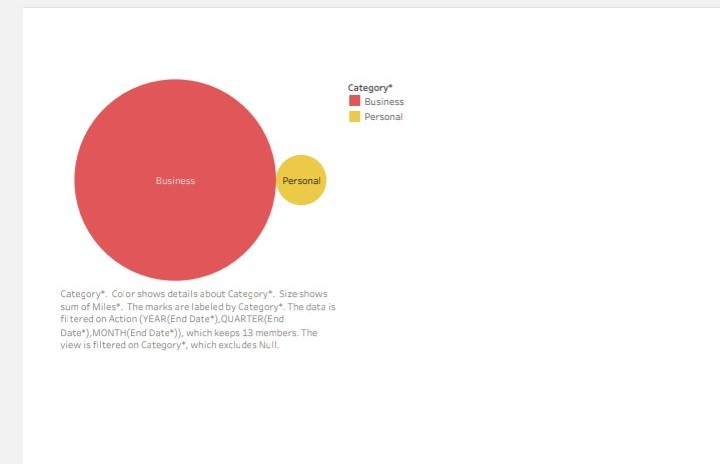 Category*
Business
Personal
Business
Personal
Category*. Color shows details about Category*. Size shows
sum of Miles*. The marks are labeled by Category*. The data is
filtered on Action (YEAR(End Date*),QUARTER(End
Date*),MONTH(End Date*)), which keeps 13 members. The
view is filtered on Category*, which excludes Null.